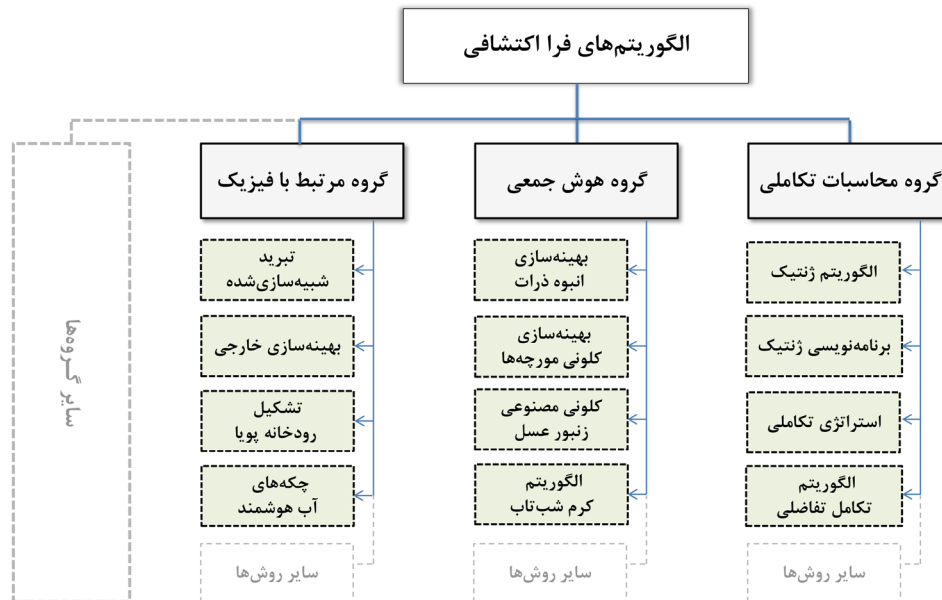 الگوریتم‌های فرا اکتشافی
گروه محاسبات تکاملی
الگوریتم ژنتیک
برنامه‌نویسی ژنتیک
استراتژی تکاملی
الگوریتم
تکامل تفاضلی
سایر روش‌ها
گروه هوش جمعی
بهینه‌سازی
انبوه ذرات
بهینه‌سازی
کلونی مورچه‌ها
کلونی مصنوعی
زنبور عسل
الگوریتم
کرم شب‌تاب
سایر روش‌ها
گروه مرتبط با فیزیک
تبرید
شبیه‌سازی‌شده
بهینه‌سازی خارجی
تشکیل
رودخانه پویا
چکه‌های
آب هوشمند
سایر روش‌ها
سایر گـروه‌ها